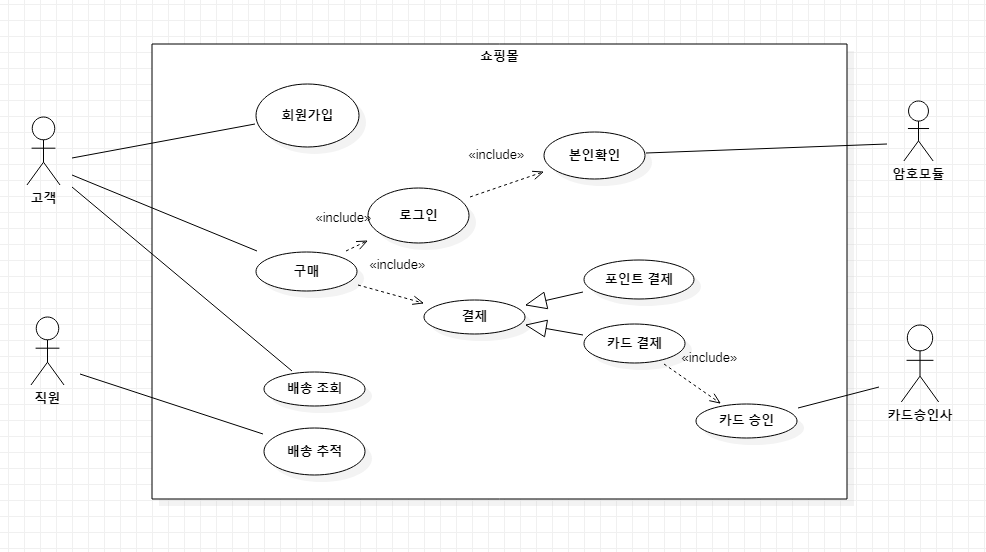 쇼핑몰
회원가입
고객
«include»
본인확인
암호모듈
«include»
로그인
구매
«include»
포인트 결제
결제
카드 결제
«include»
배송 조회
직원
카드 승인
카드승인사
배송 추적